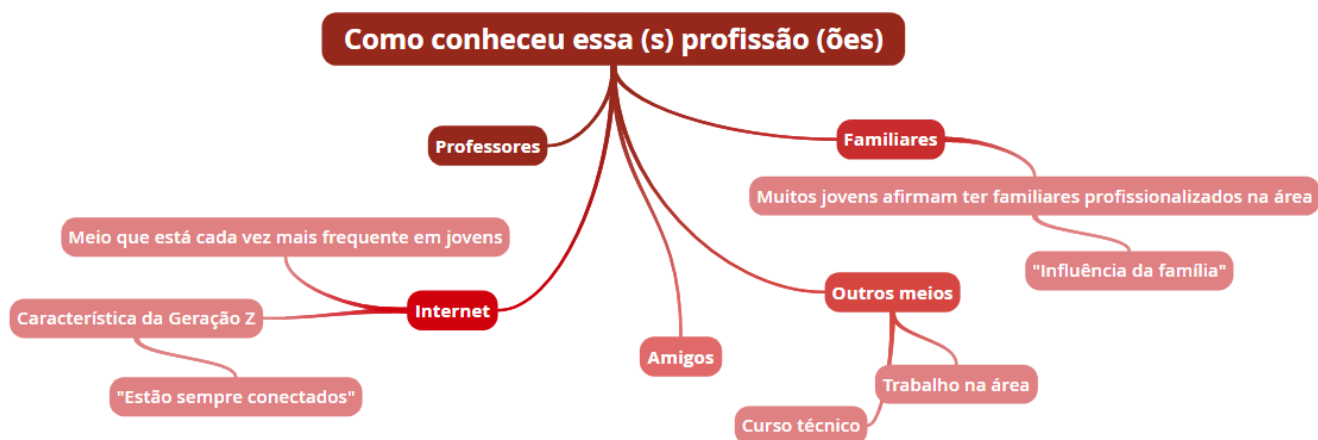 Como conheceu essa (s) profissão (ões)
Professores
Familiares
Muitos jovens afirmam ter familiares profissionalizados na área
"Influência da família"
Meio que está cada vez mais frequente em jovens
Internet
Característica da Geração Z
"Estão sempre conectados"
Outros meios
Amigos
Trabalho na área
Curso técnico